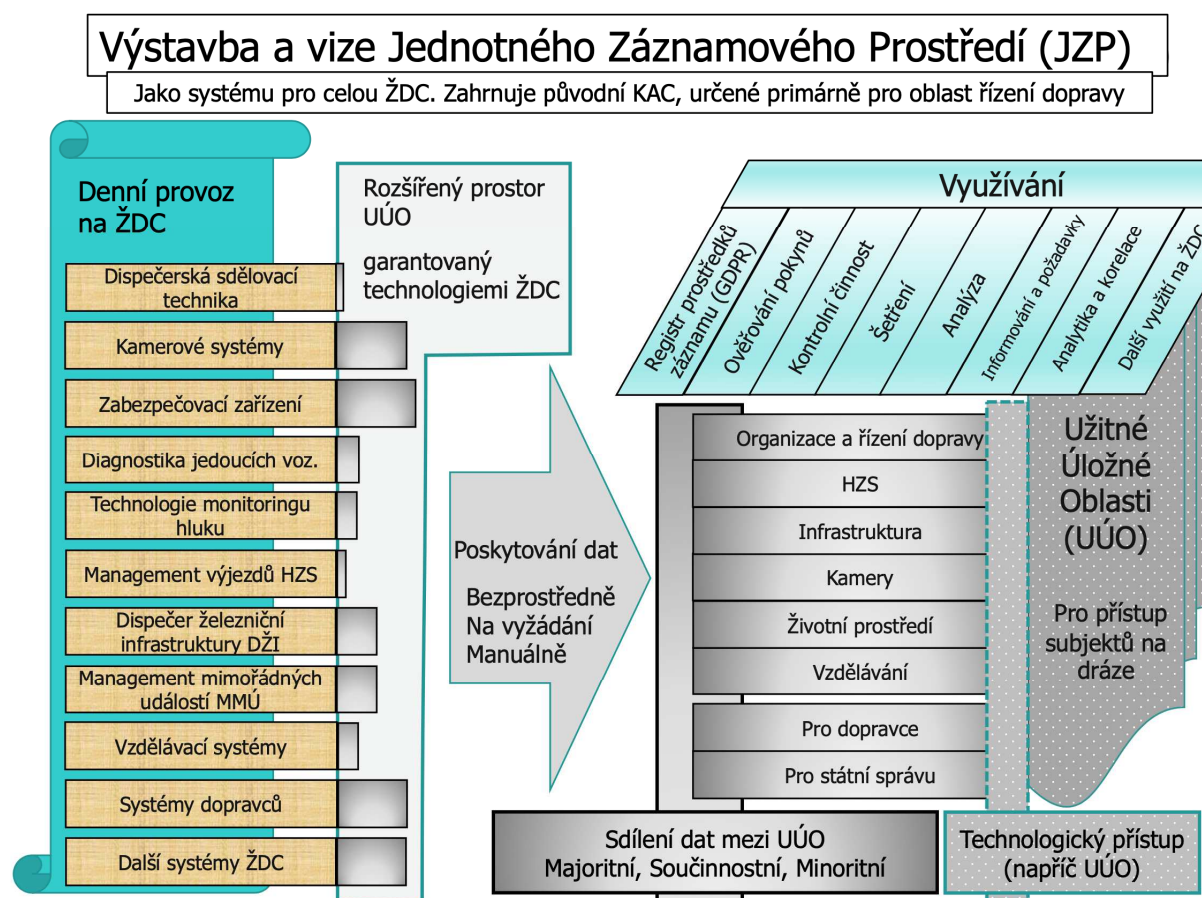 Výstavba a vize Jednotného Záznamového Prostředí (JZP)
Jako systému pro celou ŽDC. Zahrnuje původní KAC, určené primárně pro oblast řízení dopravy
Denní provoz
na ŽDC
Dispečerská sdělovací
technika
Kamerové systémy
Zabezpečovací zařízení
Diagnostika jedoucích voz.
Technologie monitoringu
hluku
Management výjezdů HZS
Dispečer železniční
infrastruktury DŽI
Management mimořádných
událostí MMÚ
Vzdělávací systémy
Systémy dopravců
Další systémy ŽDC
Rozšířený prostor
UÚO
garantovaný
technologiemi ŽDC
Poskytování dat
Bezprostředně
Na vyžádání
Manuálně
Využívání
Registr prostředků
záznamu (GDPR)
Ověřování pokynů
Kontrolní činnost
Šetření
Analýza
Informování a požadavky
Analytika a korelace
Další využití na ŽDC
Organizace a řízení dopravy
HZS
Infrastruktura
Kamery
Životní prostředí
Vzdělávání
Pro dopravce
Pro státní správu
Užitné
Úložné
Oblasti
(UÚO)
Pro přístup
subjektů na
dráze
Sdílení dat mezi UÚO
Majoritní, Součinnostní, Minoritní
Technologický přístup
(napříč UÚO)